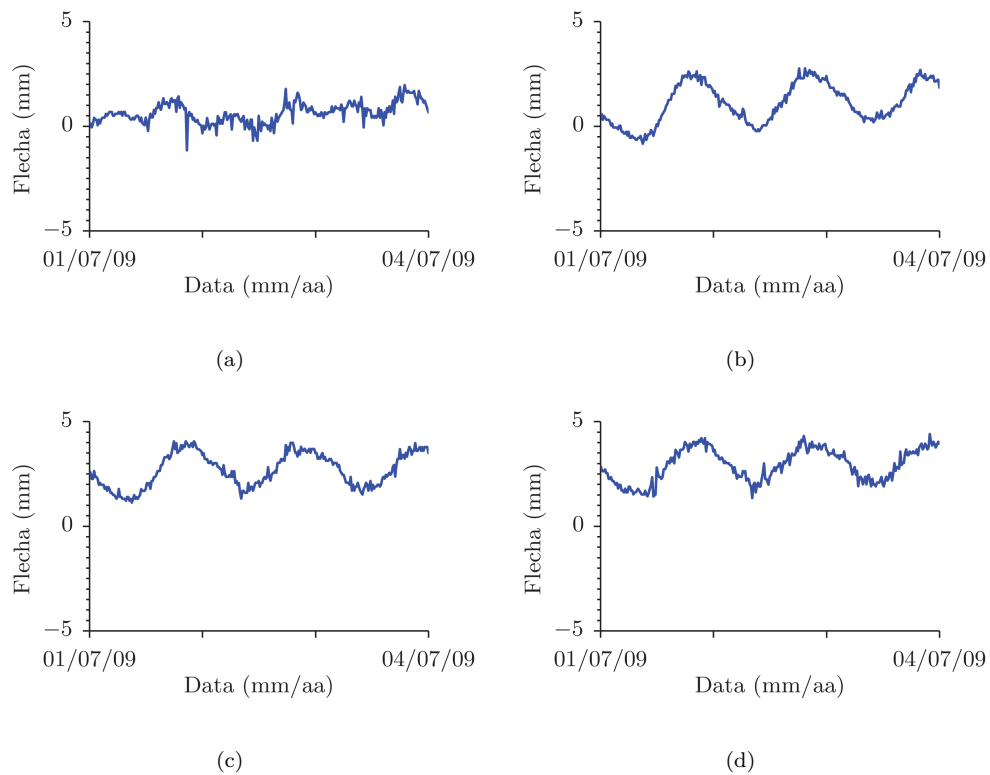 5
0
−5
Flecha (mm)
01/07/09
04/07/09
Data (mm/aa)
(a)
5
0
−5
Flecha (mm)
01/07/09
04/07/09
Data (mm/aa)
(b)
5
0
−5
Flecha (mm)
01/07/09
04/07/09
Data (mm/aa)
(c)
5
0
−5
Flecha (mm)
01/07/09
04/07/09
Data (mm/aa)
(d)